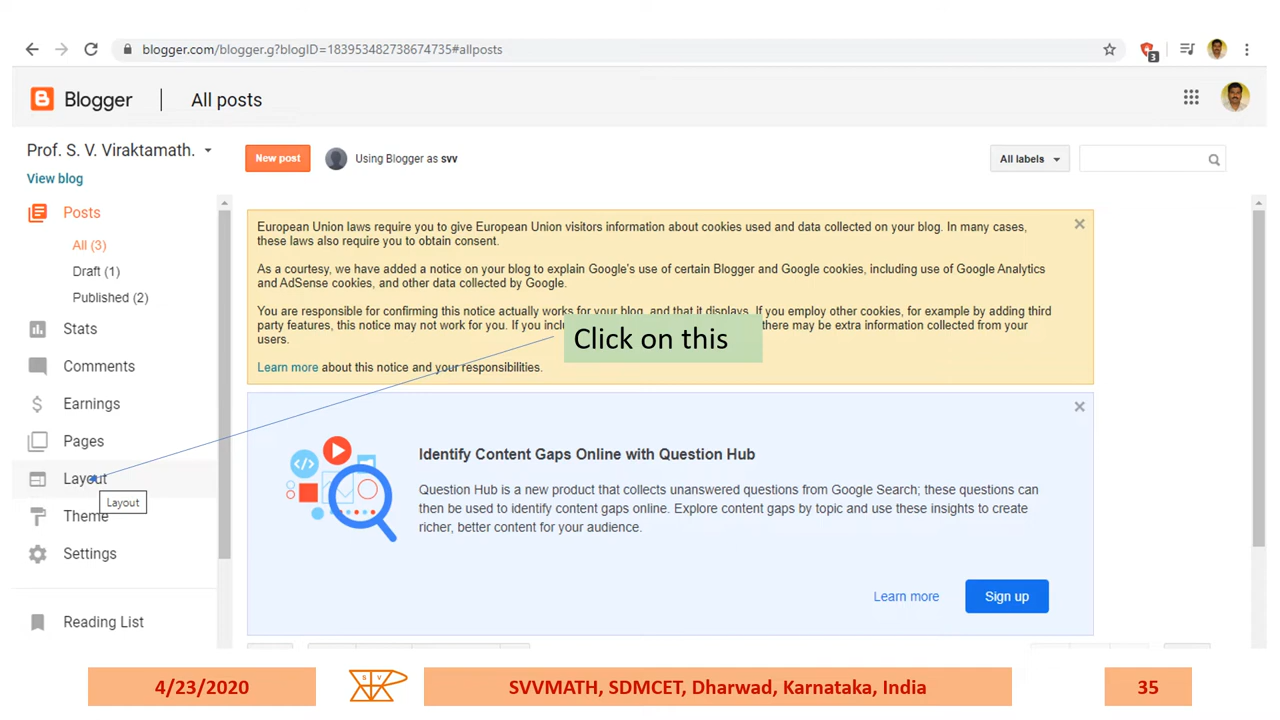 blogger.com/blogger.g?blogID=183953482738674735#allposts
3
Blogger All posts
Prof. S. V. Viraktamath.
View blog
New post
Using Blogger as svv
All labels
Posts
All (3)
Draft (1)
Published (2)
Stats
Comments
Earnings
Pages
Layout
Layout
Theme
Settings
Reading List
European Union laws require you to give European Union visitors information about cookies used and data collected on your blog. In many cases,
these laws also require you to obtain consent.
As a courtesy, we have added a notice on your blog to explain Google's use of certain Blogger and Google cookies, including use of Google Analytics
and AdSense cookies, and other data collected by Google.
You are responsible for confirming this notice actually works for your blog, and that it displays. If you employ other cookies, for example by adding third
party features, this notice may not work for you. If you there may be extra information collected from your
users.
Learn more about this notice and your responsibilities.
Click on this
Identify Content Gaps Online with Question Hub
Question Hub is a new product that collects unanswered questions from Google Search; these questions can
then be used to identify content gaps online. Explore content gaps by topic and use these insights to create
richer, better content for your audience.
Learn more
Sign up
4/23/2020
S V
SVVMATH, SDMCET, Dharwad, Karnataka, India
35